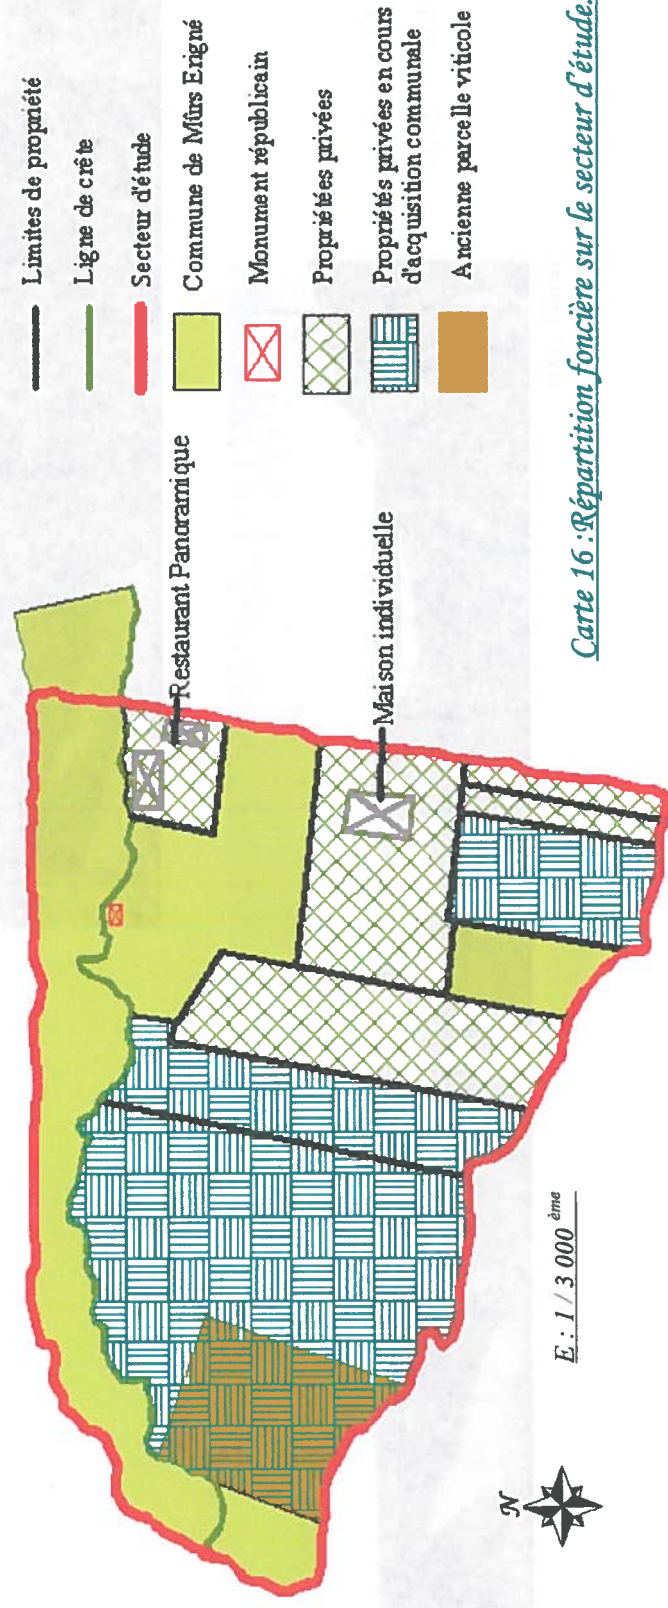 Limites de propriété
Ligne de crête
Secteur d'étude
Commune de Mûrs Erigné
Monument républicain
Propriétées privées
Propriétés privées en cours
d'acquisition communale
Ancienne parcelle viticole
Restaurant Panoramique
Maison individuelle
N
E : 1 / 3 000 ème
Carte 16 : Répartition foncière sur le secteur d'étude.